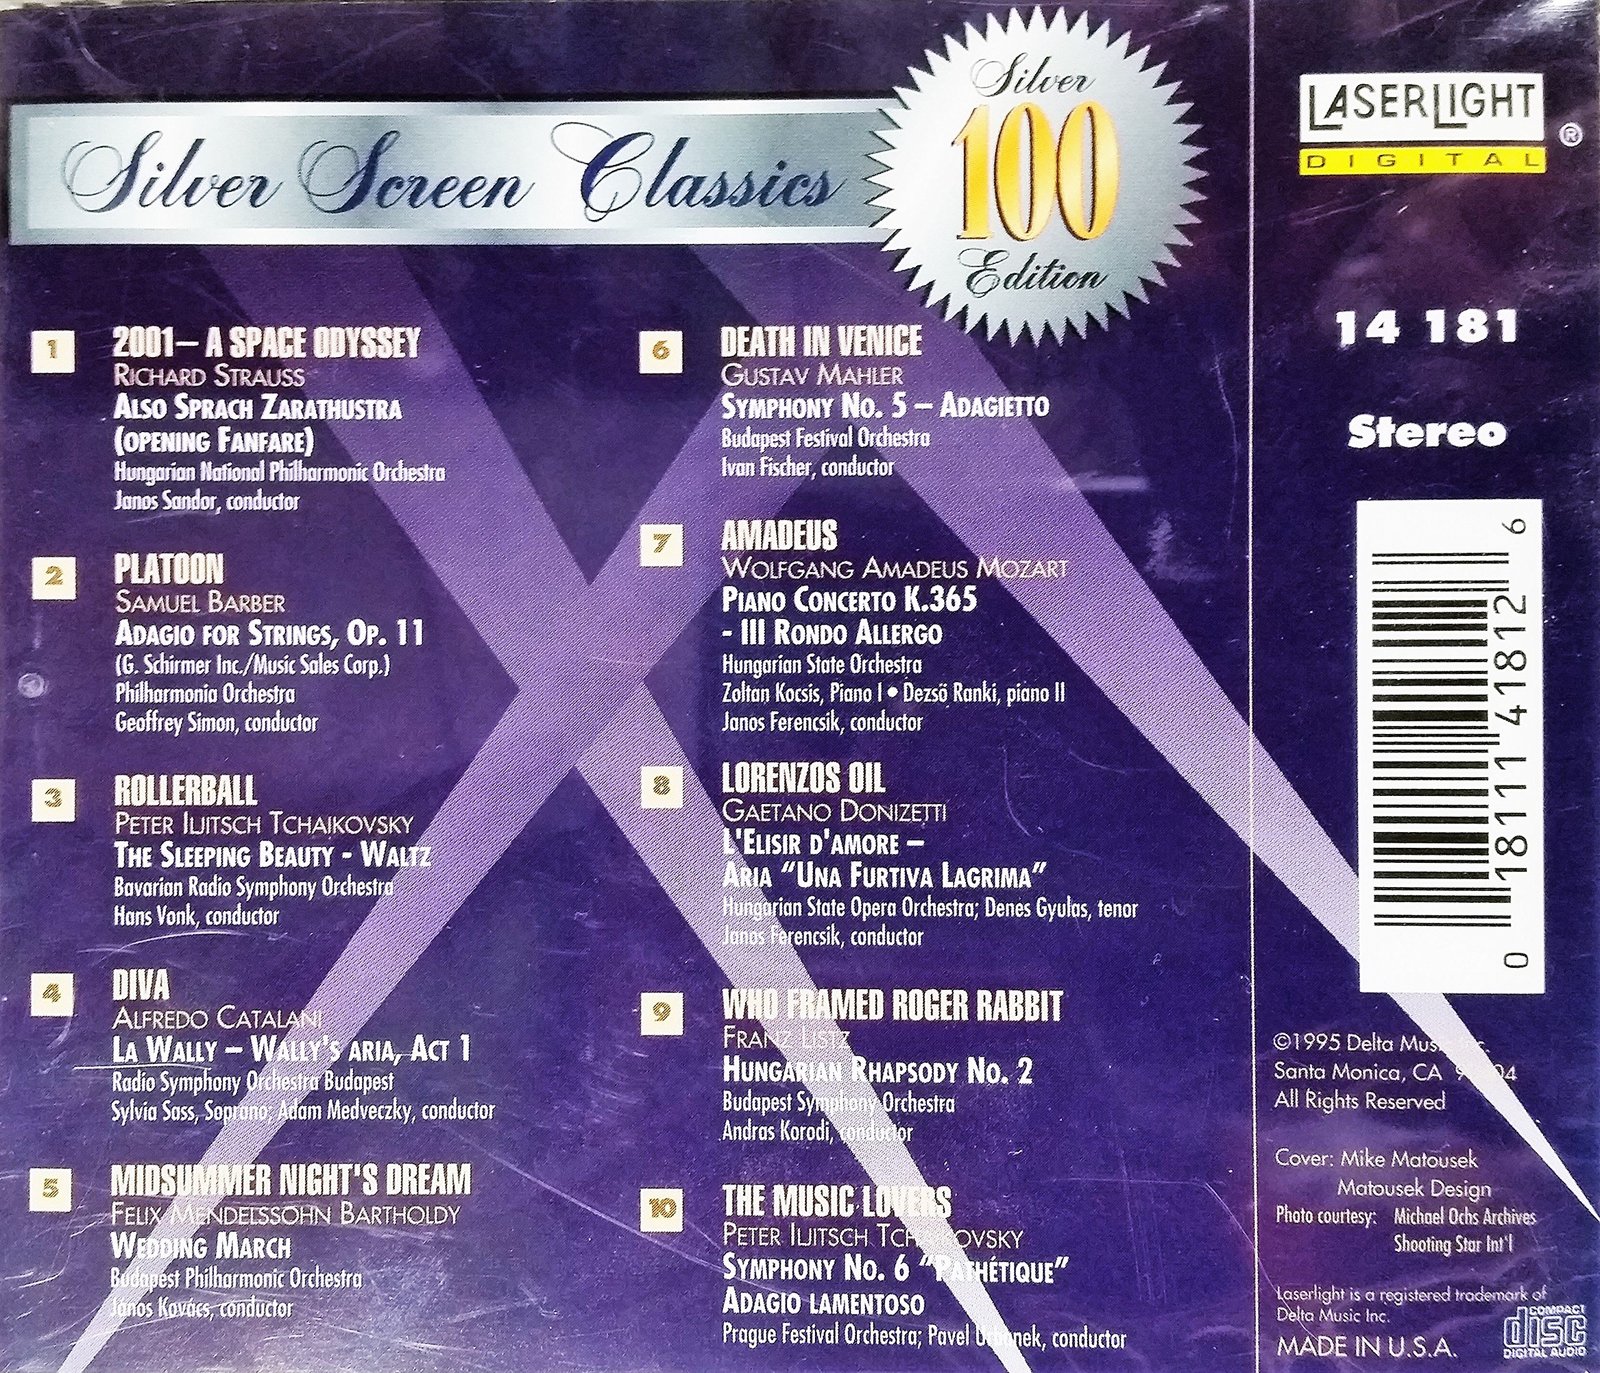 Silver Screen Classics
Silver
100
Edition
1
2001– A SPACE ODYSSEY
RICHARD STRAUSS
ALSO SPRACH ZARATHUSTRA
(OPENING FANFARE)
Hungarian National Philharmonic Orchestra
Janos Sandor, conductor
2
PLATOON
SAMUEL BARBER
ADAGIO FOR STRINGS, OP. 11
(G. Schirmer Inc./Music Sales Corp.)
Philharmonia Orchestra
Geoffrey Simon, conductor
3
ROLLERBALL
PETER ILJITSCH TCHAIKOVSKY
THE SLEEPING BEAUTY - WALTZ
Bavarian Radio Symphony Orchestra
Hans Vonk, conductor
4
DIVA
ALFREDO CATALANI
LA WALLY – WALLY'S ARIA, ACT 1
Radio Symphony Orchestra Budapest
Sylvia Sass, Soprano; Adam Medveczky, conductor
5
MIDSUMMER NIGHT'S DREAM
FELIX MENDELSSOHN BARTHOLDY
WEDDING MARCH
Budapest Philharmonic Orchestra
János Kovács, conductor
6
DEATH IN VENICE
GUSTAV MAHLER
SYMPHONY NO. 5 – ADAGIETTO
Budapest Festival Orchestra
Ivan Fischer, conductor
7
AMADEUS
WOLFGANG AMADEUS MOZART
PIANO CONCERTO K.365
- III RONDO ALLERGO
Hungarian State Orchestra
Zoltan Kocsis, Piano I • Dezsö Ranki, piano II
Janos Ferencsik, conductor
8
LORENZOS OIL
GAETANO DONIZETTI
L'ELISIR D'AMORE –
ARIA “UNA FURTIVA LAGRIMA”
Hungarian State Opera Orchestra; Denes Gyulas, tenor
Janos Ferencsik, conductor
9
WHO FRAMED ROGER RABBIT
FRANZ LISTZ
HUNGARIAN RHAPSODY NO. 2
Budapest Symphony Orchestra
Andras Korodi, conductor
10
THE MUSIC LOVERS
PETER ILJITSCH TCHAIKOVSKY
SYMPHONY NO. 6 “PATHÉTIQUE”
ADAGIO LAMENTOSO
Prague Festival Orchestra; Pavel conductor
LASERLIGHT ®
DIGITAL
14 181
Stereo
0 18111 41812 6
©1995 Delta Music Inc.
Santa Monica, CA
All Rights Reserved
Cover: Mike Matousek
Matousek Design
Photo courtesy: Michael Ochs Archives
Shooting Star Int'l
Laserlight is a registered trademark of
Delta Music Inc.
MADE IN U.S.A.
COMPACT
disc
DIGITAL AUDIO